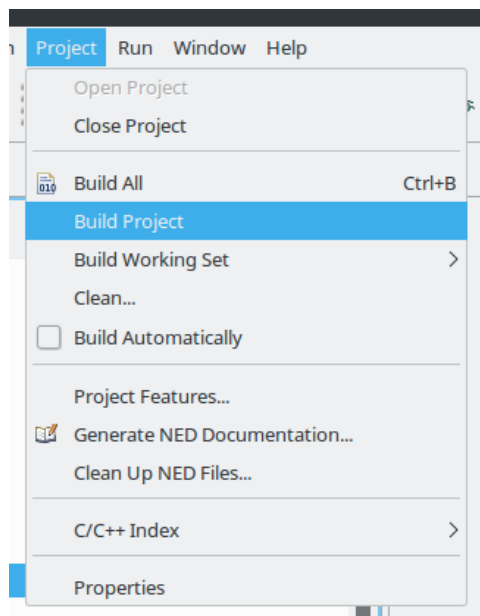 Project Run Window Help
Open Project
Close Project
Build All Ctrl+B
Build Project
Build Working Set
Clean...
Build Automatically
Project Features...
Generate NED Documentation...
Clean Up NED Files...
C/C++ Index
Properties